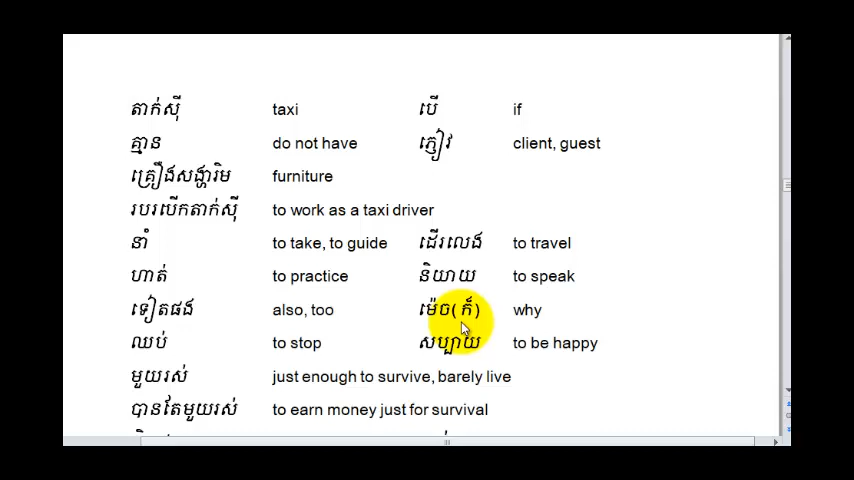 តាក់ស៊ី taxi បើ if
គ្មាន do not have ភ្ញៀវ client, guest
គ្រឿងសង្ហារិម furniture
របរបើកតាក់ស៊ី to work as a taxi driver
នាំ to take, to guide ដើរលេង to travel
ហាត់ to practice និយាយ to speak
ទៀតផង also, too ម៉េច(ក៏) why
ឈប់ to stop សប្បាយ to be happy
មួយរស់ just enough to survive, barely live
បានតែមួយរស់ to earn money just for survival